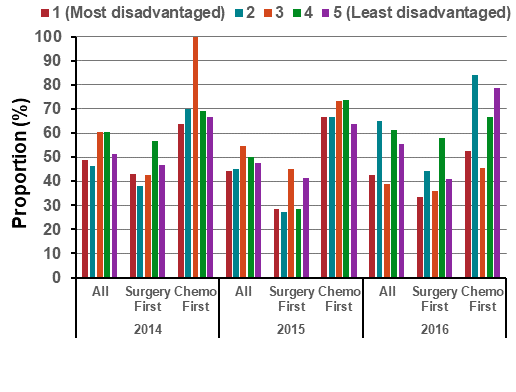 1 (Most disadvantaged) 2 3 4 5 (Least disadvantaged)
Proportion (%)
100
90
80
70
60
50
40
30
20
10
0
All Surgery First Chemo First All Surgery First Chemo First All Surgery First Chemo First
2014 2015 2016